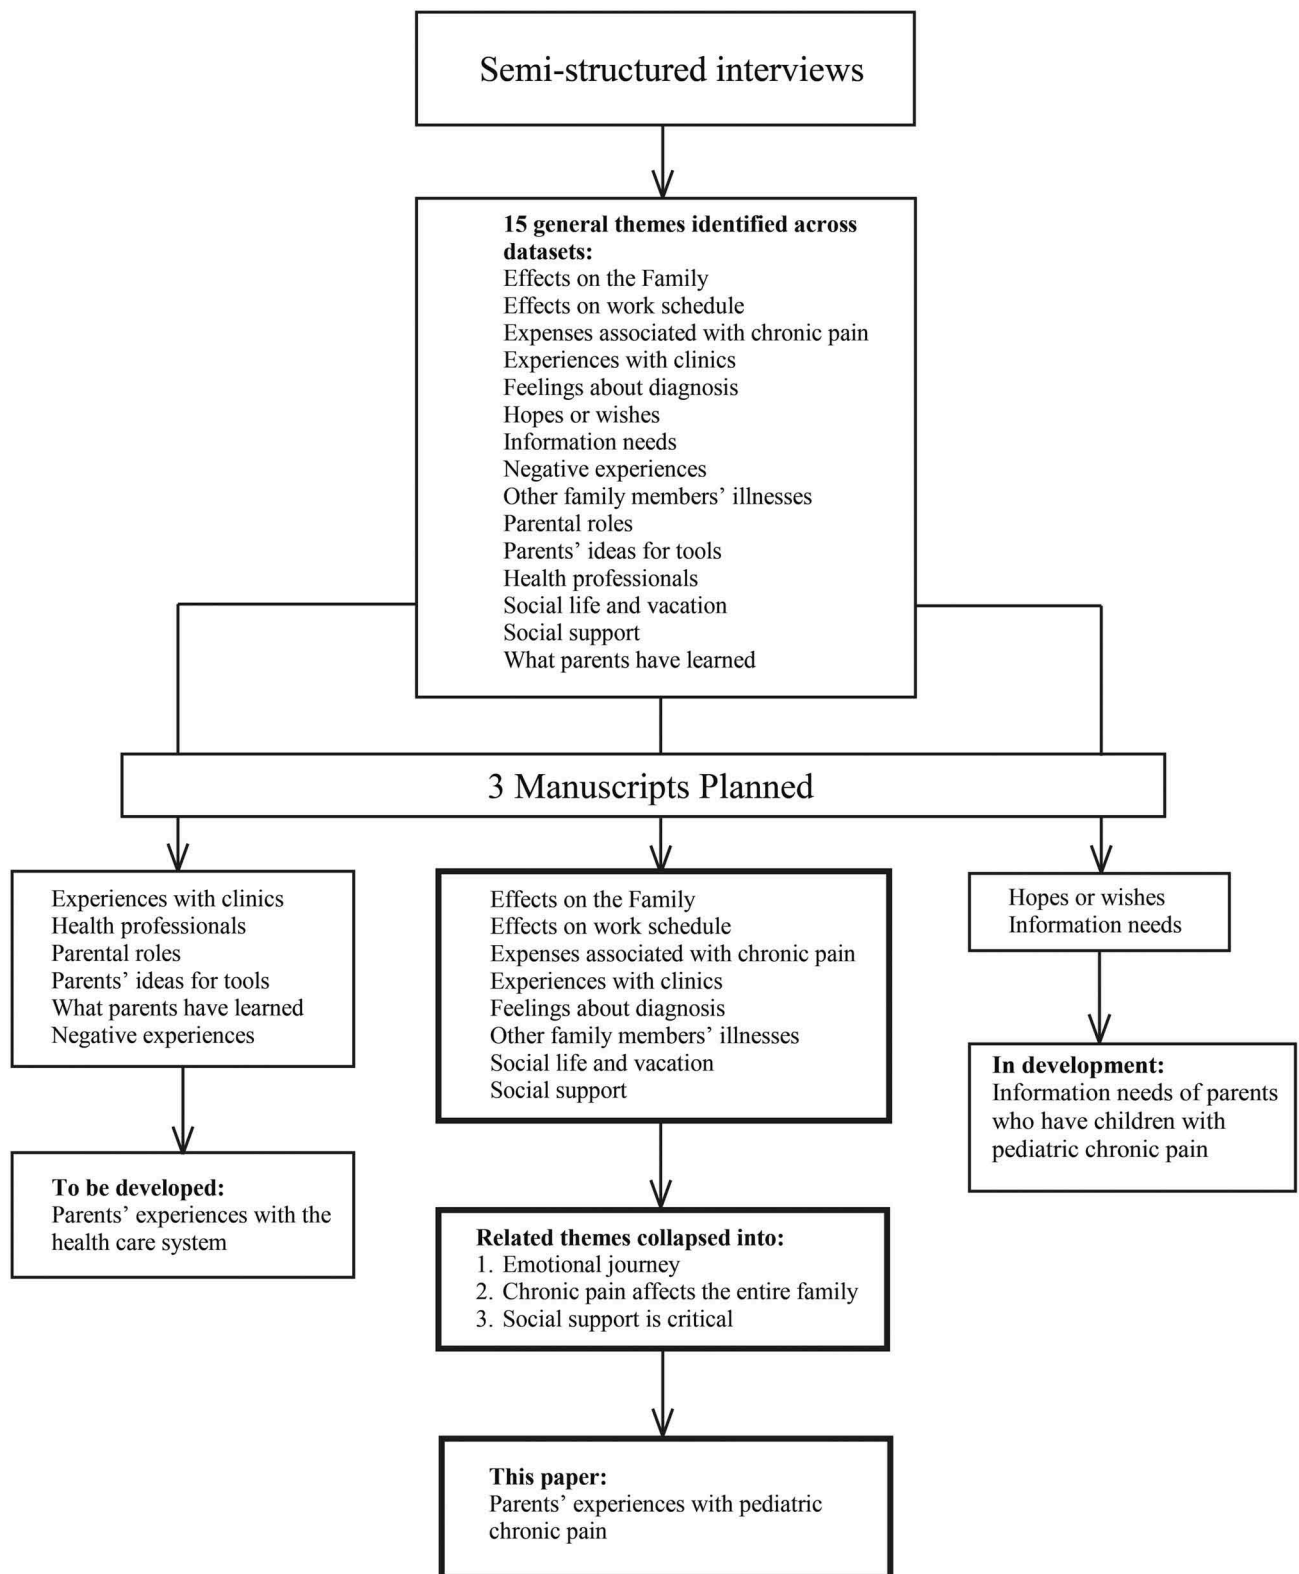 Semi-structured interviews
15 general themes identified across
datasets:
Effects on the Family
Effects on work schedule
Expenses associated with chronic pain
Experiences with clinics
Feelings about diagnosis
Hopes or wishes
Information needs
Negative experiences
Other family members’ illnesses
Parental roles
Parents’ ideas for tools
Health professionals
Social life and vacation
Social support
What parents have learned
3 Manuscripts Planned
Experiences with clinics
Health professionals
Parental roles
Parents’ ideas for tools
What parents have learned
Negative experiences
To be developed:
Parents’ experiences with the
health care system
Effects on the Family
Effects on work schedule
Expenses associated with chronic pain
Experiences with clinics
Feelings about diagnosis
Other family members’ illnesses
Social life and vacation
Social support
Related themes collapsed into:
1. Emotional journey
2. Chronic pain affects the entire family
3. Social support is critical
This paper:
Parents’ experiences with pediatric
chronic pain
Hopes or wishes
Information needs
In development:
Information needs of parents
who have children with
pediatric chronic pain